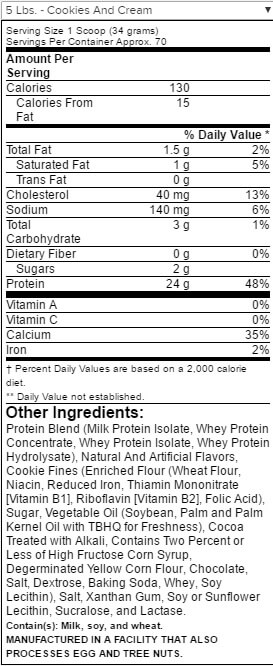 5 Lbs. - Cookies And Cream
Serving Size 1 Scoop (34 grams)
Servings Per Container Approx. 70
Amount Per
Serving
Calories 130
Calories From 15
Fat
% Daily Value *
Total Fat 1.5 g 2%
Saturated Fat 1 g 5%
Trans Fat 0 g
Cholesterol 40 mg 13%
Sodium 140 mg 6%
Total 3 g 1%
Carbohydrate
Dietary Fiber 0 g 0%
Sugars 2 g
Protein 24 g 48%
Vitamin A 0%
Vitamin C 0%
Calcium 35%
Iron 2%
† Percent Daily Values are based on a 2,000 calorie
diet.
** Daily Value not established.
Other Ingredients:
Protein Blend (Milk Protein Isolate, Whey Protein
Concentrate, Whey Protein Isolate, Whey Protein
Hydrolysate), Natural And Artificial Flavors,
Cookie Fines (Enriched Flour (Wheat Flour,
Niacin, Reduced Iron, Thiamin Mononitrate
[Vitamin B1], Riboflavin [Vitamin B2], Folic Acid),
Sugar, Vegetable Oil (Soybean, Palm and Palm
Kernel Oil with TBHQ for Freshness), Cocoa
Treated with Alkali, Contains Two Percent or
Less of High Fructose Corn Syrup,
Degerminated Yellow Corn Flour, Chocolate,
Salt, Dextrose, Baking Soda, Whey, Soy
Lecithin), Salt, Xanthan Gum, Soy or Sunflower
Lecithin, Sucralose, and Lactase.
Contain(s): Milk, soy, and wheat.
MANUFACTURED IN A FACILITY THAT ALSO
PROCESSES EGG AND TREE NUTS.